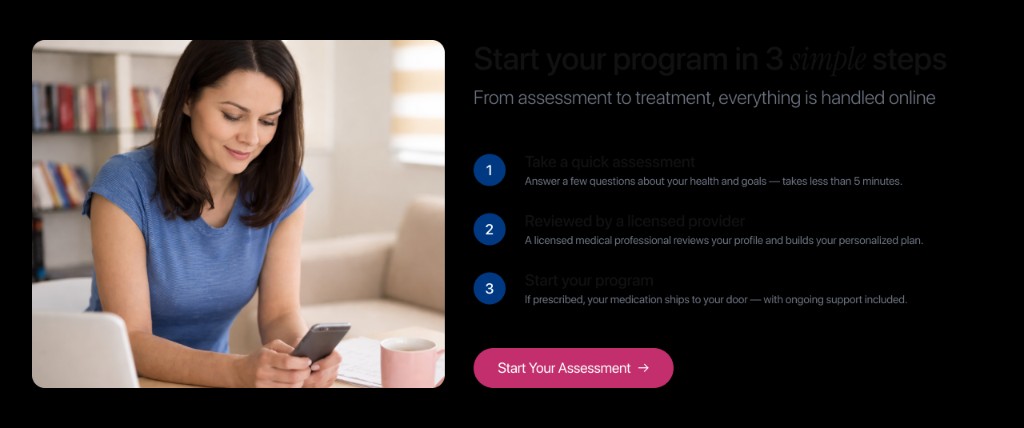 Start your program in 3 simple steps
From assessment to treatment, everything is handled online
1
Take a quick assessment
Answer a few questions about your health and goals — takes less than 5 minutes.
2
Reviewed by a licensed provider
A licensed medical professional reviews your profile and builds your personalized plan.
3
Start your program
If prescribed, your medication ships to your door — with ongoing support included.
Start Your Assessment →